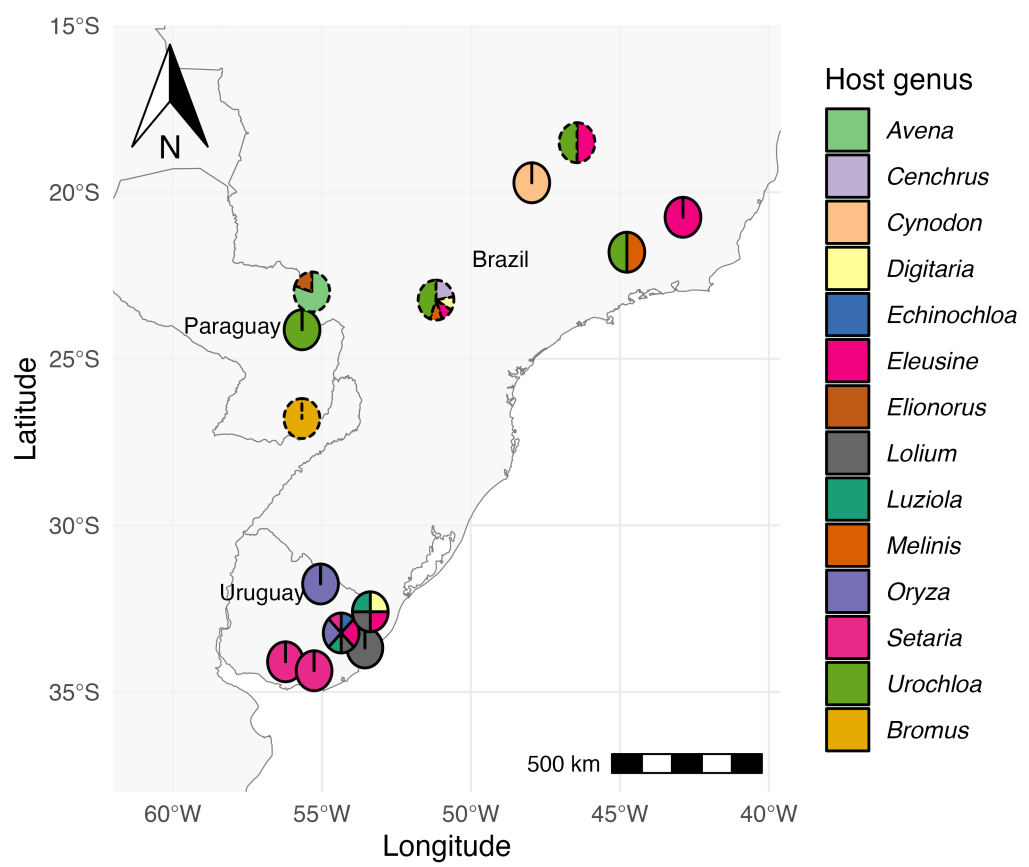 15°S
20°S
25°S
30°S
35°S
Latitude
N
Brazil
Paraguay
Uruguay
500 km
60°W
55°W
50°W
45°W
40°W
Longitude
Host genus
Avena
Cenchrus
Cynodon
Digitaria
Echinochloa
Eleusine
Elionorus
Lolium
Luziola
Melinis
Oryza
Setaria
Urochloa
Bromus